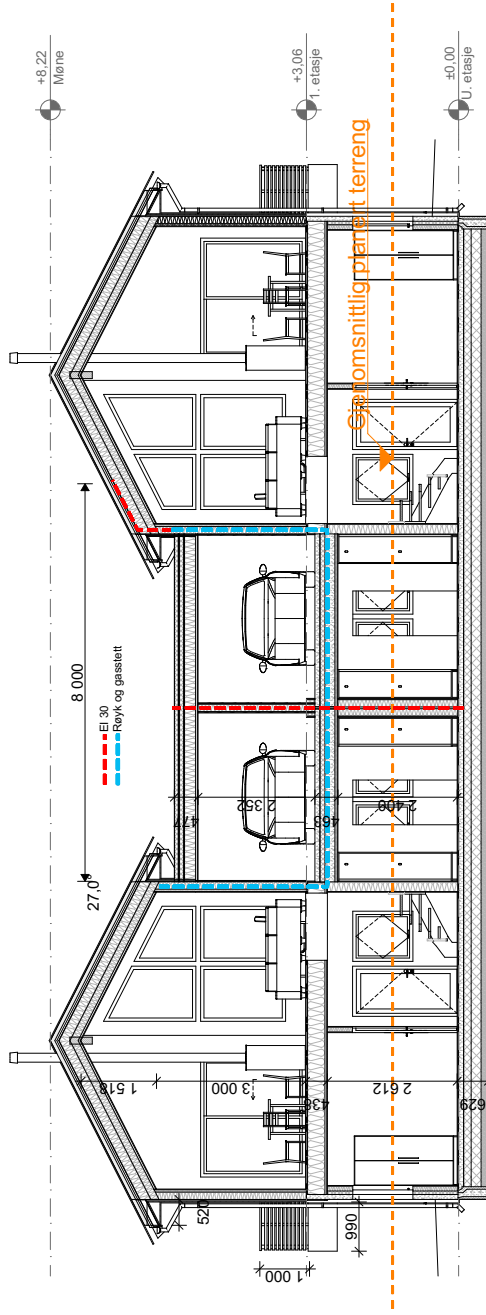 +8,22
Møne
+3,06
1. etasje
±0,00
U. etasje
Gjenomsnittlig planert terreng
8 000
EI 30
Røyk og gasstett
27,0°
477
2 352
463
2 400
1 518
3 000
438
2 612
629
520
990
1 000